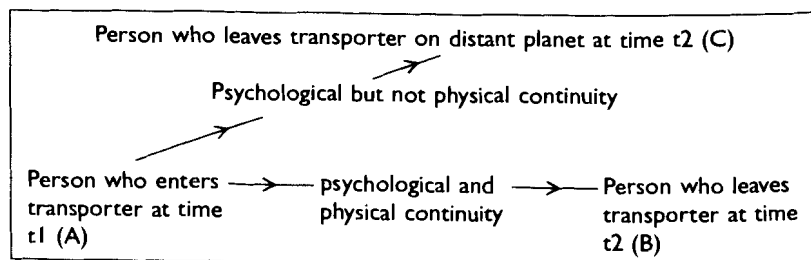 Person who leaves transporter on distant planet at time t2 (C)
Psychological but not physical continuity
Person who enters
transporter at time
t1 (A)
psychological and
physical continuity
Person who leaves
transporter at time
t2 (B)